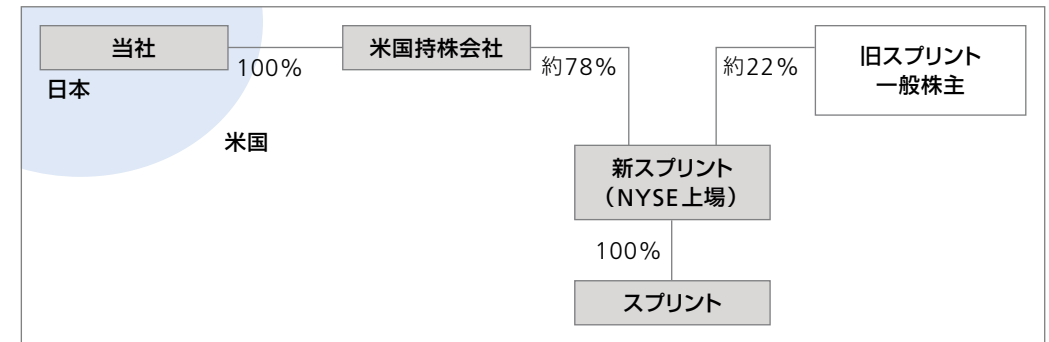 当社
100%
米国持株会社
約78%
約22%
旧スプリント
一般株主
日本
米国
新スプリント
（NYSE上場）
100%
スプリント